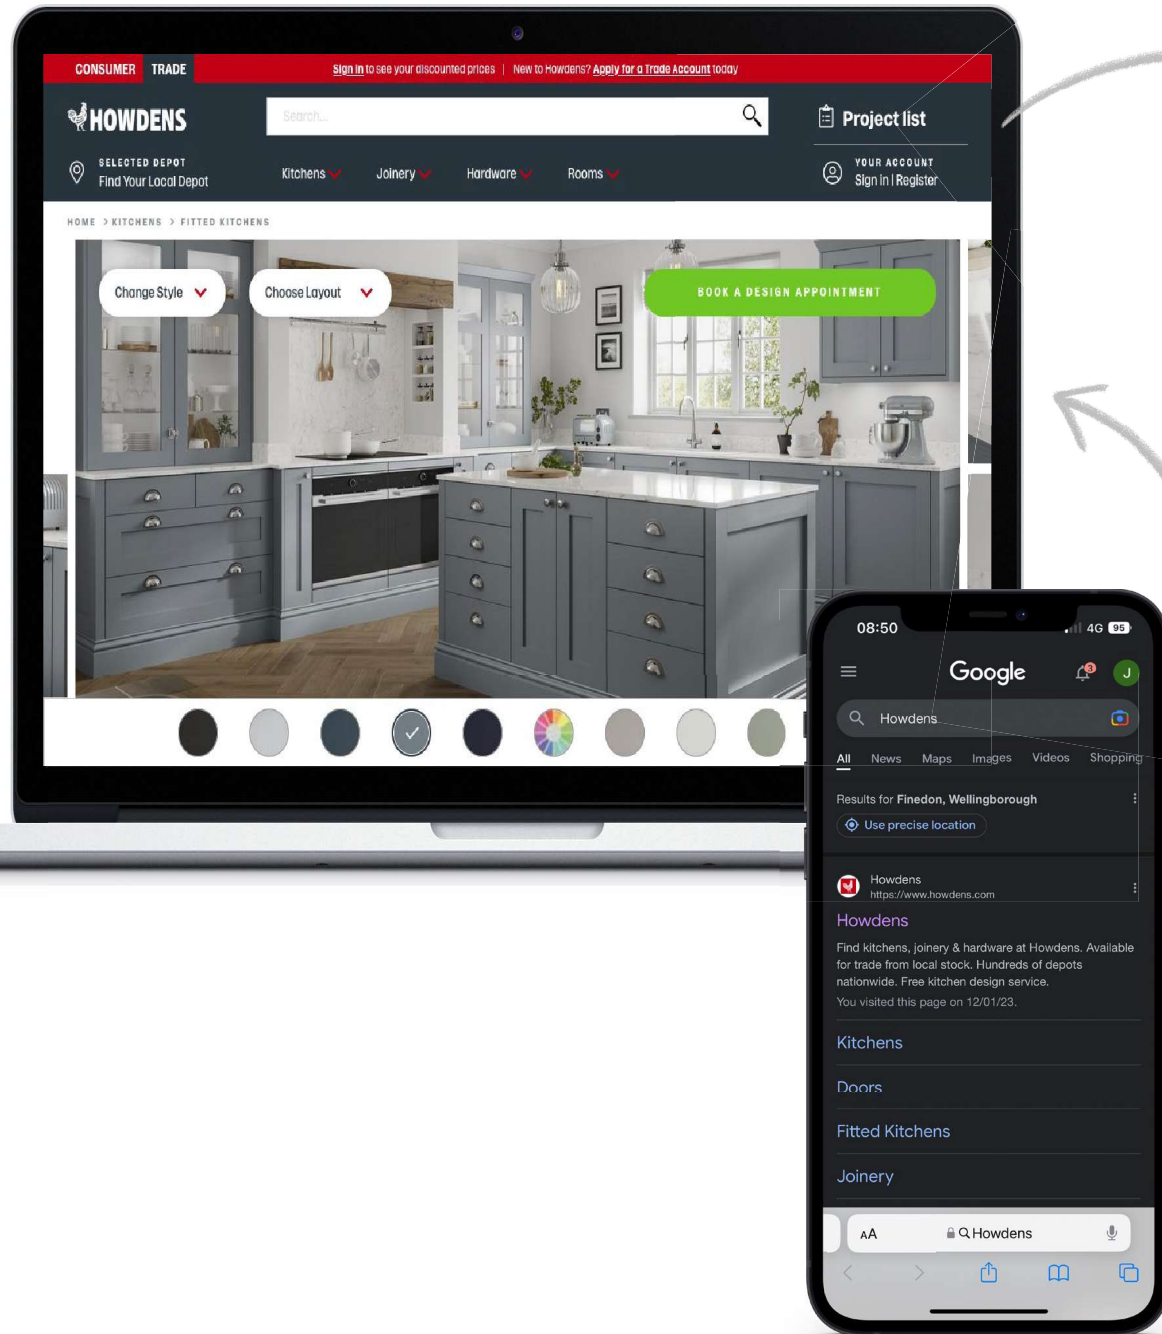 CONSUMER TRADE
Sign in to see your discounted prices | New to Howdens? Apply for a Trade Account today
HOWDENS
Search...
Project list
SELECTED DEPOT
Find Your Local Depot
Kitchens
Joinery
Hardware
Rooms
YOUR ACCOUNT
Sign in | Register
HOME > KITCHENS > FITTED KITCHENS
Change Style
Choose Layout
BOOK A DESIGN APPOINTMENT
08:50
4G 95
Google
3
J
Howdens
All News Maps Images Videos Shopping
Results for Finedon, Wellingborough
Use precise location
Howdens
https://www.howdens.com
Howdens
Find kitchens, joinery & hardware at Howdens. Available
for trade from local stock. Hundreds of depots
nationwide. Free kitchen design service.
You visited this page on 12/01/23.
Kitchens
Doors
Fitted Kitchens
Joinery
AA Howdens